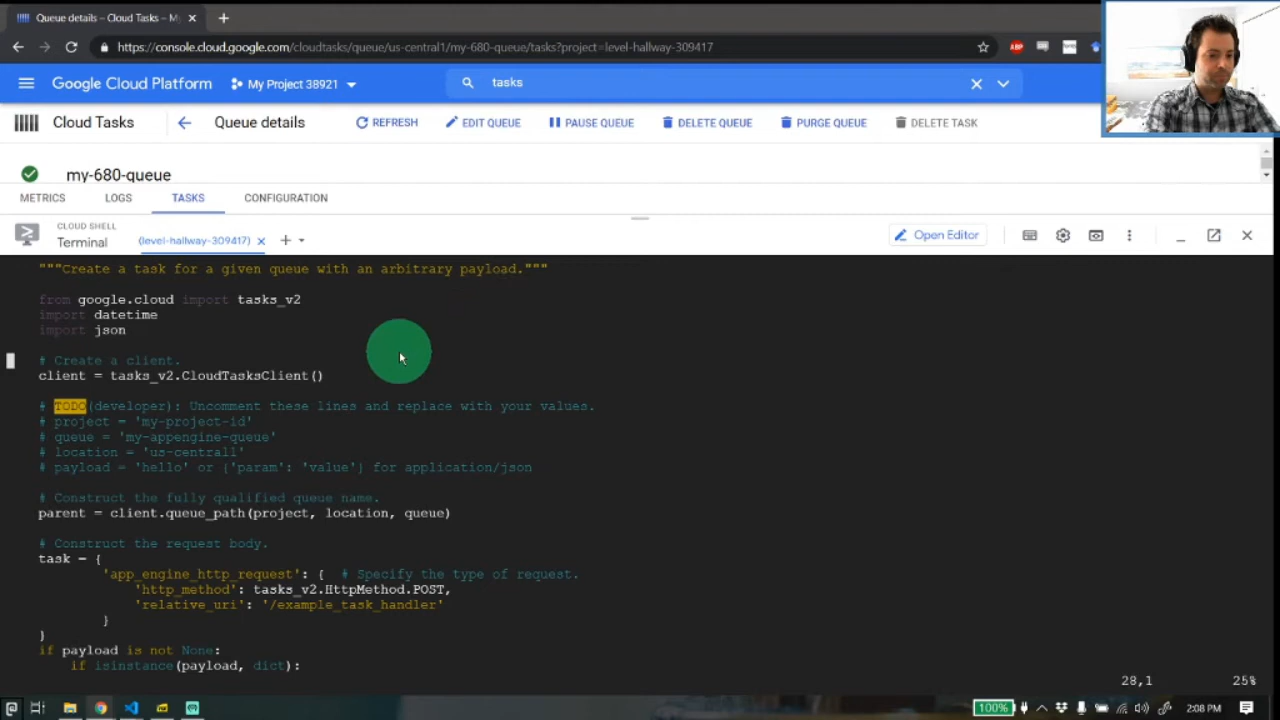 Queue details – Cloud Tasks – My
https://console.cloud.google.com/cloudtasks/queue/us-central1/my-680-queue/tasks?project=level-hallway-309417
ABP
Google Cloud Platform
My Project 38921
tasks
Cloud Tasks
Queue details
REFRESH
EDIT QUEUE
PAUSE QUEUE
DELETE QUEUE
PURGE QUEUE
DELETE TASK
my-680-queue
METRICS
LOGS
TASKS
CONFIGURATION
CLOUD SHELL
Terminal
(level-hallway-309417)
Open Editor
"""Create a task for a given queue with an arbitrary payload."""
from google.cloud import tasks_v2
import datetime
import json
# Create a client.
client = tasks_v2.CloudTasksClient()
# TODO(developer): Uncomment these lines and replace with your values.
# project = 'my-project-id'
# queue = 'my-appengine-queue'
# location = 'us-central1'
# payload = 'hello' or {'param': 'value'} for application/json
# Construct the fully qualified queue name.
parent = client.queue_path(project, location, queue)
# Construct the request body.
task = {
'app_engine_http_request': {  # Specify the type of request.
'http_method': tasks_v2.HttpMethod.POST,
'relative_uri': '/example_task_handler'
}
}
if payload is not None:
if isinstance(payload, dict):
28,1
25%
100%
2:08 PM